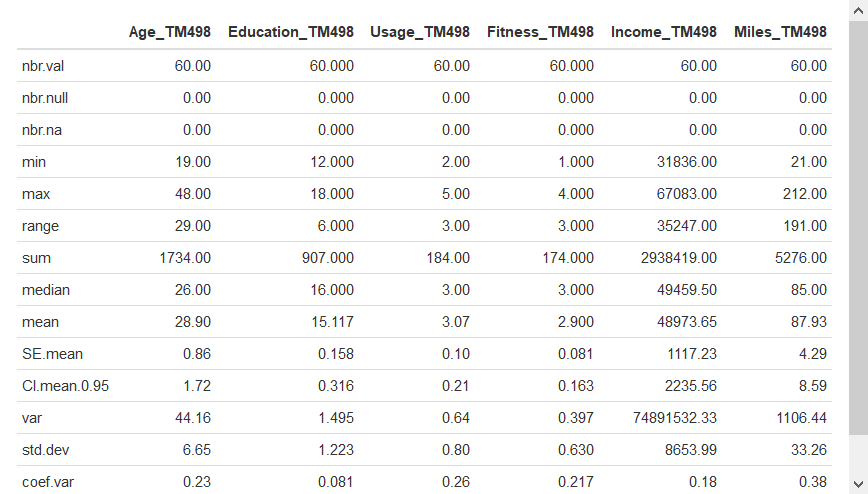 Age_TM498 Education_TM498 Usage_TM498 Fitness_TM498 Income_TM498 Miles_TM498
nbr.val 60.00 60.000 60.00 60.000 60.00 60.00
nbr.null 0.00 0.000 0.00 0.000 0.00 0.00
nbr.na 0.00 0.000 0.00 0.000 0.00 0.00
min 19.00 12.000 2.00 1.000 31836.00 21.00
max 48.00 18.000 5.00 4.000 67083.00 212.00
range 29.00 6.000 3.00 3.000 35247.00 191.00
sum 1734.00 907.000 184.00 174.000 2938419.00 5276.00
median 26.00 16.000 3.00 3.000 49459.50 85.00
mean 28.90 15.117 3.07 2.900 48973.65 87.93
SE.mean 0.86 0.158 0.10 0.081 1117.23 4.29
CI.mean.0.95 1.72 0.316 0.21 0.163 2235.56 8.59
var 44.16 1.495 0.64 0.397 74891532.33 1106.44
std.dev 6.65 1.223 0.80 0.630 8653.99 33.26
coef.var 0.23 0.081 0.26 0.217 0.18 0.38